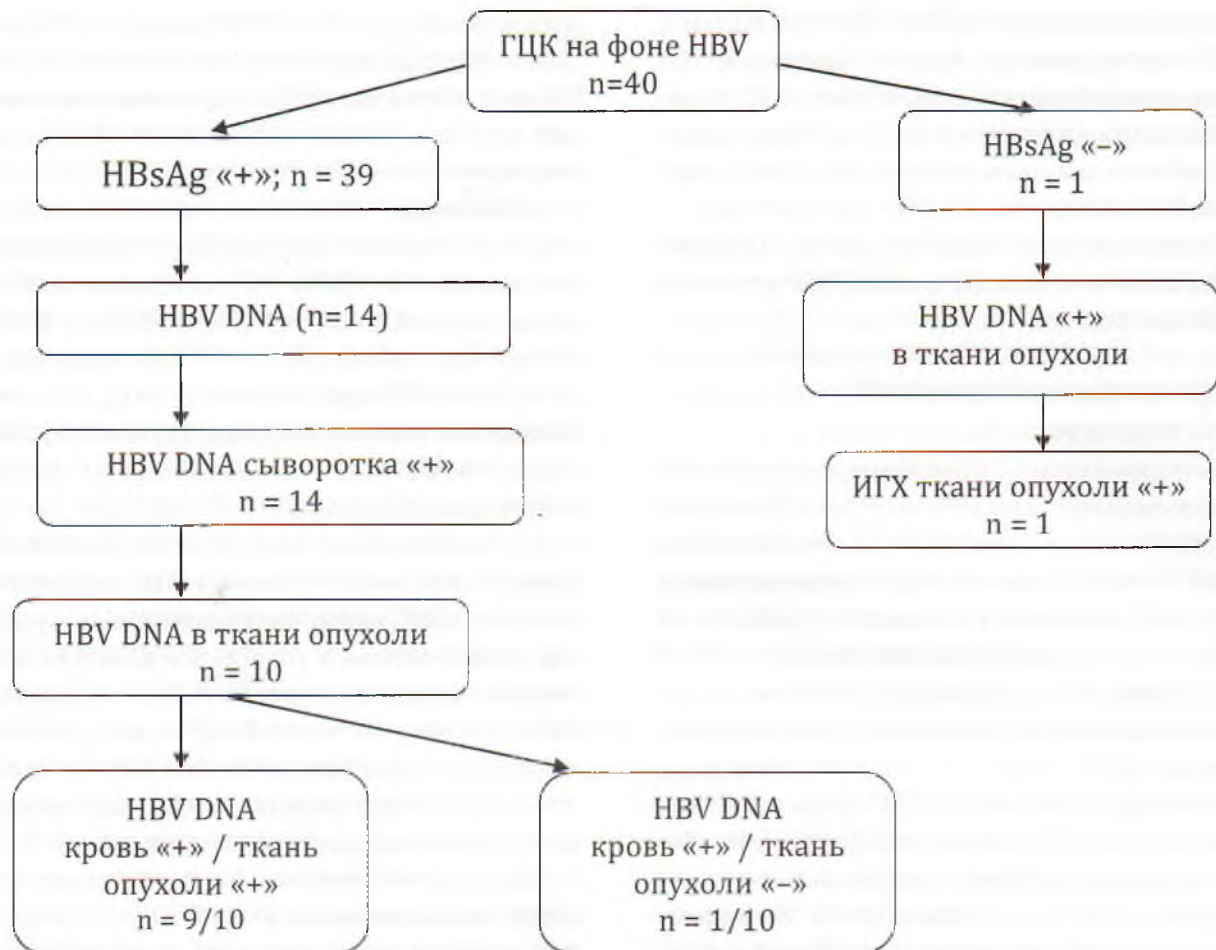 ГЦК на фоне HBV
n=40
HBsAg «+»; n = 39
HBsAg «–»
n = 1
HBV DNA (n=14)
HBV DNA «+»
в ткани опухоли
HBV DNA сыворотка «+»
n = 14
ИГХ ткани опухоли «+»
n = 1
HBV DNA в ткани опухоли
n = 10
HBV DNA
кровь «+» / ткань
опухоли «+»
n = 9/10
HBV DNA
кровь «+» / ткань
опухоли «–»
n = 1/10